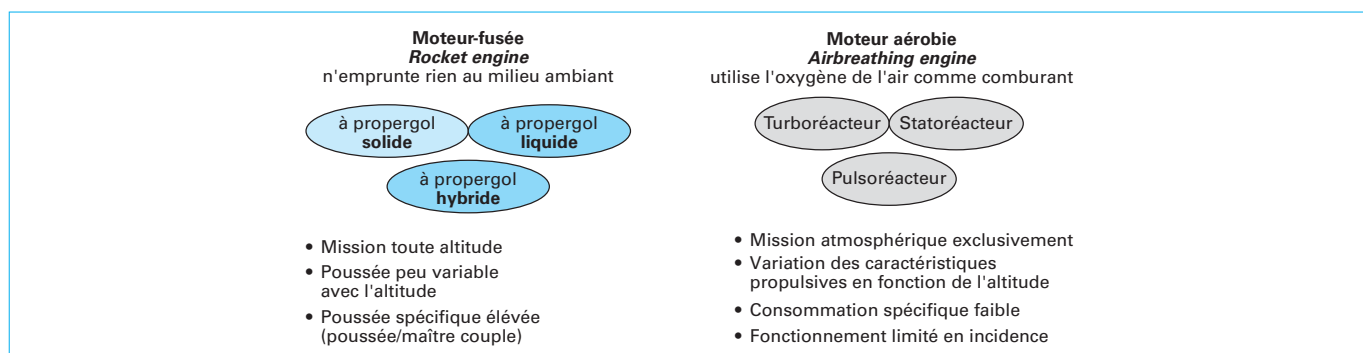 Moteur-fusée
Rocket engine
n'emprunte rien au milieu ambiant
à propergol
solide
à propergol
liquide
à propergol
hybride
• Mission toute altitude
• Poussée peu variable
avec l'altitude
• Poussée spécifique élevée
(poussée/maître couple)
Moteur aérobie
Airbreathing engine
utilise l'oxygène de l'air comme comburant
Turboréacteur
Statoréacteur
Pulsoréacteur
• Mission atmosphérique exclusivement
• Variation des caractéristiques
propulsives en fonction de l'altitude
• Consommation spécifique faible
• Fonctionnement limité en incidence